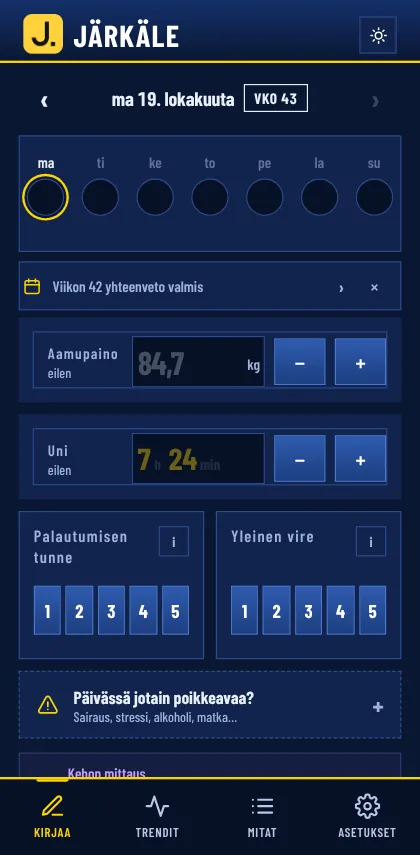 J. JÄRKÄLE
‹ ma 19. lokakuuta VKO 43 ›
ma ti ke to pe la su
Viikon 42 yhteenveto valmis › ×
Aamupaino
eilen
84,7 kg − +
Uni
eilen
7 h 24 min − +
Palautumisen tunne i
1 2 3 4 5
Yleinen vire i
1 2 3 4 5
Päivässä jotain poikkeavaa?
Sairaus, stressi, alkoholi, matka... +
Kehon mittaus
KIRJAA TRENDIT MITAT ASETUKSET